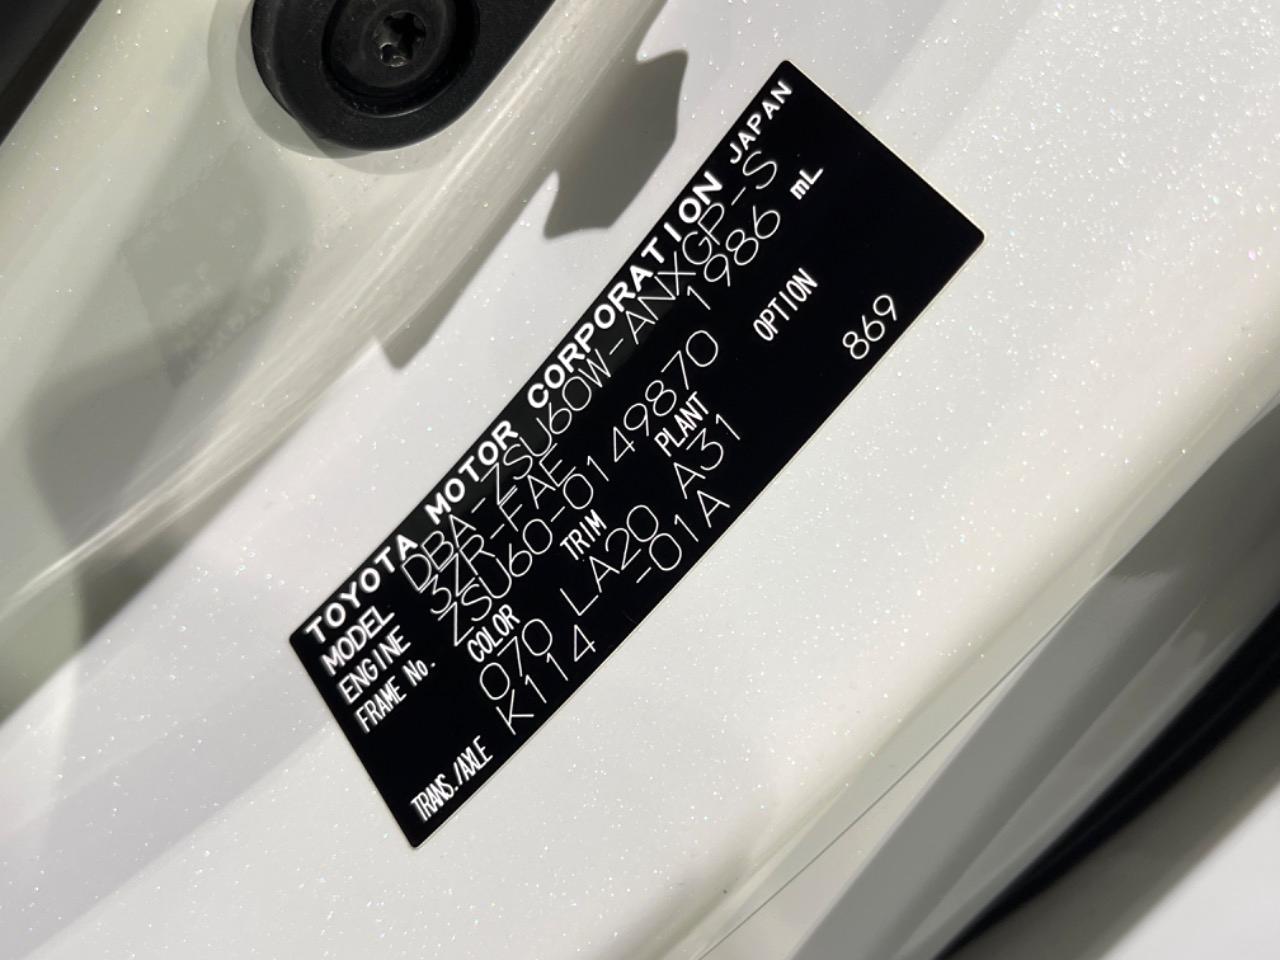 TOYOTA MOTOR CORPORATION JAPAN
MODEL DBA-ZSU60W-ANXGP-S
ENGINE 3ZR-FAE 1986 mL
FRAME No. ZSU60-0149870
COLOR TRIM PLANT OPTION
070 LA20 A31 869
TRANS./AXLE K114 -01A